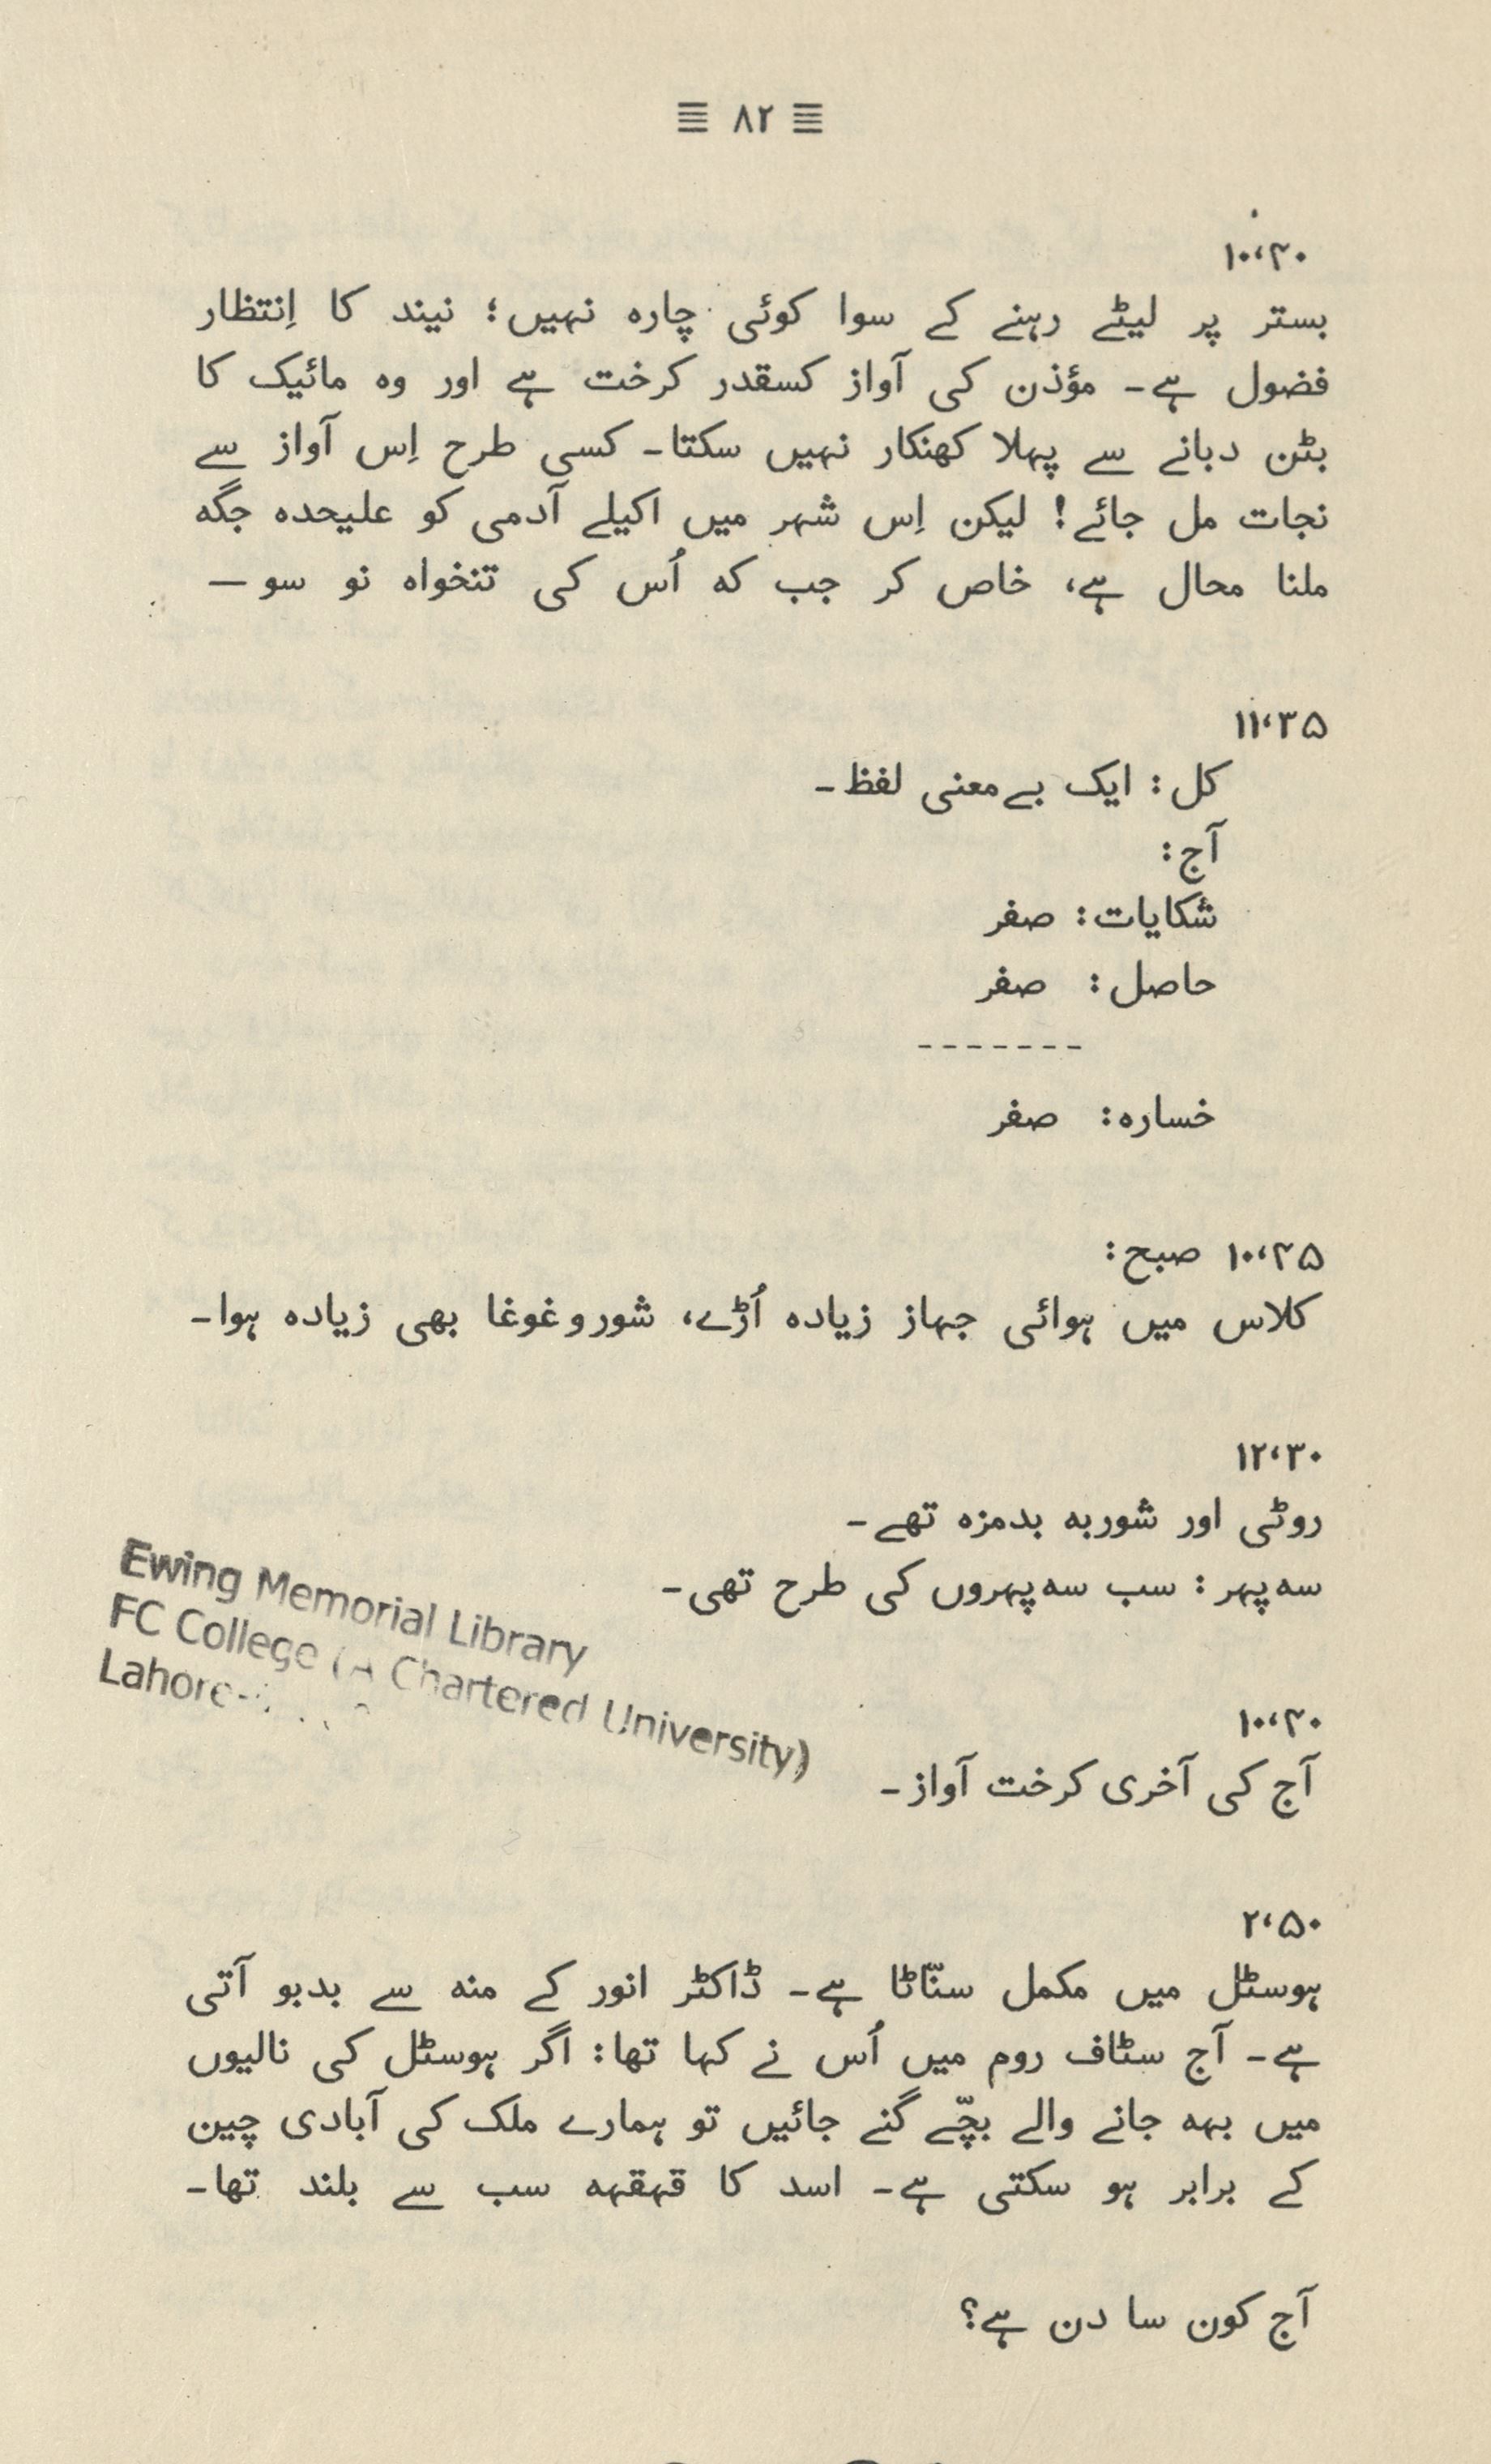 ≡ ۸۲ ≡
۱۰،۴۰
بستر پر لیٹے رہنے کے سوا کوئی چارہ نہیں؛ نیند کا اِنتظار
فضول ہے۔ مؤذن کی آواز کسقدر کرخت ہے اور وہ مائیک کا
بٹن دبانے سے پہلا کھنکار نہیں سکتا۔ کسی طرح اِس آواز سے
نجات مل جائے! لیکن اِس شہر میں اکیلے آدمی کو علیحدہ جگہ
ملنا محال ہے، خاص کر جب کہ اُس کی تنخواہ نو سو —
۱۱،۳۵
کل: ایک بے معنی لفظ۔
آج:
شکایات: صفر
حاصل: صفر
-------
خسارہ: صفر
۱۰،۴۵ صبح:
کلاس میں ہوائی جہاز زیادہ اُڑے، شور و غوغا بھی زیادہ ہوا۔
۱۲،۳۰
روٹی اور شوربہ بدمزہ تھے۔
سہ پہر: سب سہ پہروں کی طرح تھی۔
Ewing Memorial Library
FC College (A Chartered University)
Lahore-
۱۰،۴۰
آج کی آخری کرخت آواز۔
۲،۵۰
ہوسٹل میں مکمل سنّاٹا ہے۔ ڈاکٹر انور کے منہ سے بدبو آتی
ہے۔ آج سٹاف روم میں اُس نے کہا تھا: اگر ہوسٹل کی نالیوں
میں بہہ جانے والے بچّے گنے جائیں تو ہمارے ملک کی آبادی چین
کے برابر ہو سکتی ہے۔ اسد کا قہقہہ سب سے بلند تھا۔
آج کون سا دن ہے؟